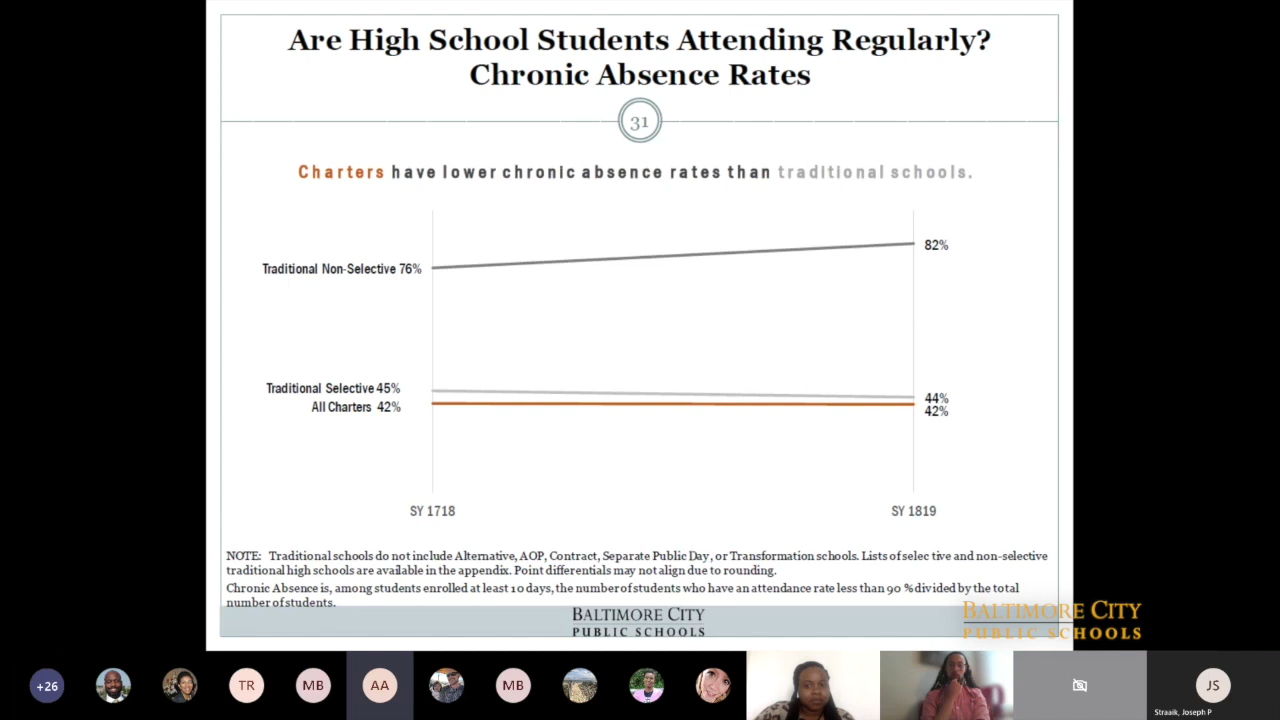 Are High School Students Attending Regularly?
Chronic Absence Rates
31
Charters have lower chronic absence rates than traditional schools.
82%
Traditional Non-Selective 76%
Traditional Selective 45%
44%
All Charters 42%
42%
SY 1718
SY 1819
NOTE: Traditional schools do not include Alternative, AOP, Contract, Separate Public Day, or Transformation schools. Lists of selec tive and non-selective
traditional high schools are available in the appendix. Point differentials may not align due to rounding.
Chronic Absence is, among students enrolled at least 10 days, the number of students who have an attendance rate less than 90 % divided by the total
number of students.
BALTIMORE CITY
PUBLIC SCHOOLS
BALTIMORE CITY
PUBLIC SCHOOLS
+26
TR
MB
AA
MB
JS
Straaik, Joseph P